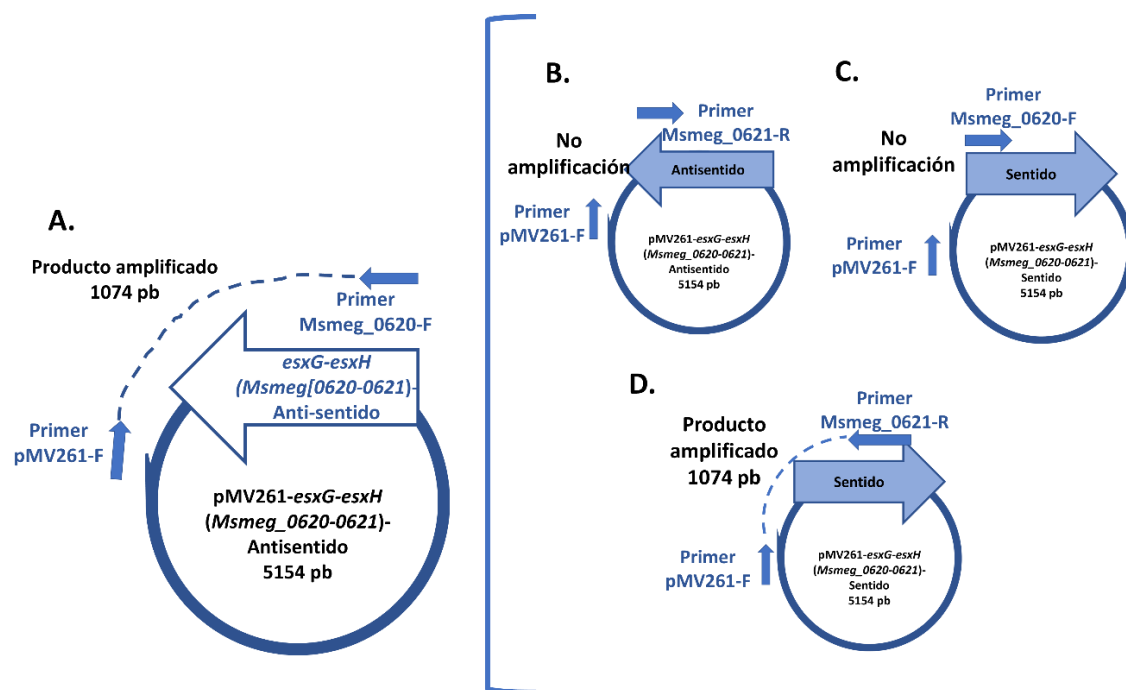 A.
Producto amplificado
1074 pb
Primer
Msmeg_0620-F
esxG-esxH
(Msmeg[0620-0621)-
Anti-sentido
Primer
pMV261-F
pMV261-esxG-esxH
(Msmeg_0620-0621)-
Antisentido
5154 pb
B.
Primer
Msmeg_0621-R
No
amplificación
Antisentido
Primer
pMV261-F
pMV261-esxG-esxH
(Msmeg_0620-0621)-
Antisentido
5154 pb
C.
Primer
Msmeg_0620-F
No
amplificación
Sentido
Primer
pMV261-F
pMV261-esxG-esxH
(Msmeg_0620-0621)-
Sentido
5154 pb
D.
Producto
amplificado
1074 pb
Primer
Msmeg_0621-R
Sentido
Primer
pMV261-F
pMV261-esxG-esxH
(Msmeg_0620-0621)-
Sentido
5154 pb